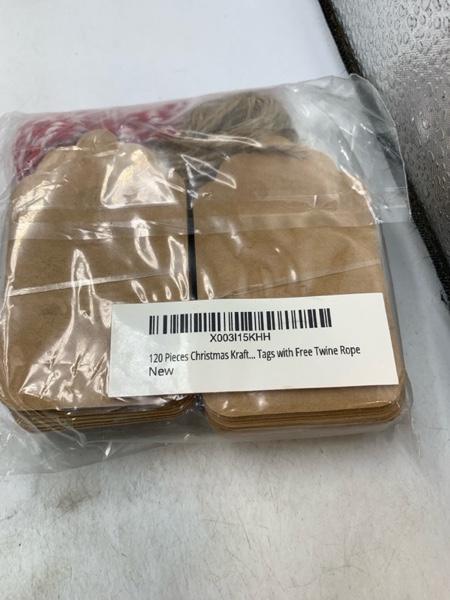 X003I15KHH
120 Pieces Christmas Kraft... Tags with Free Twine Rope
New